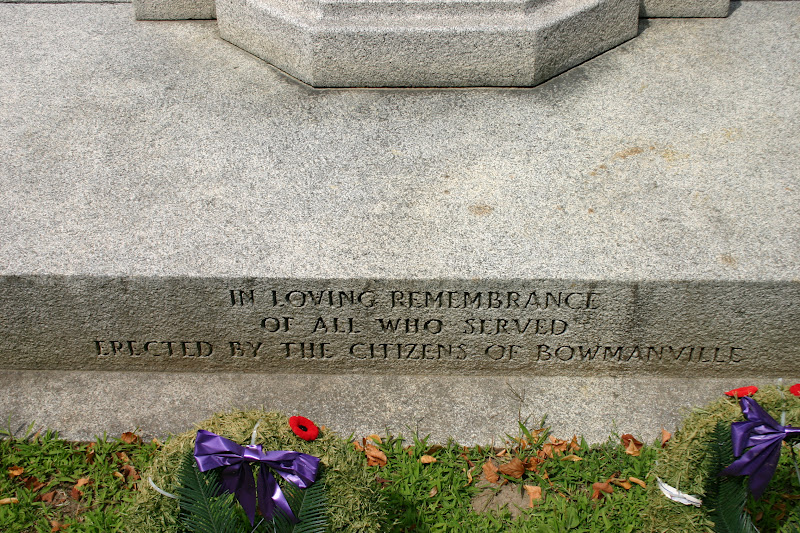 IN LOVING REMEMBRANCE
OF ALL WHO SERVED
ERECTED BY THE CITIZENS OF BOWMANVILLE